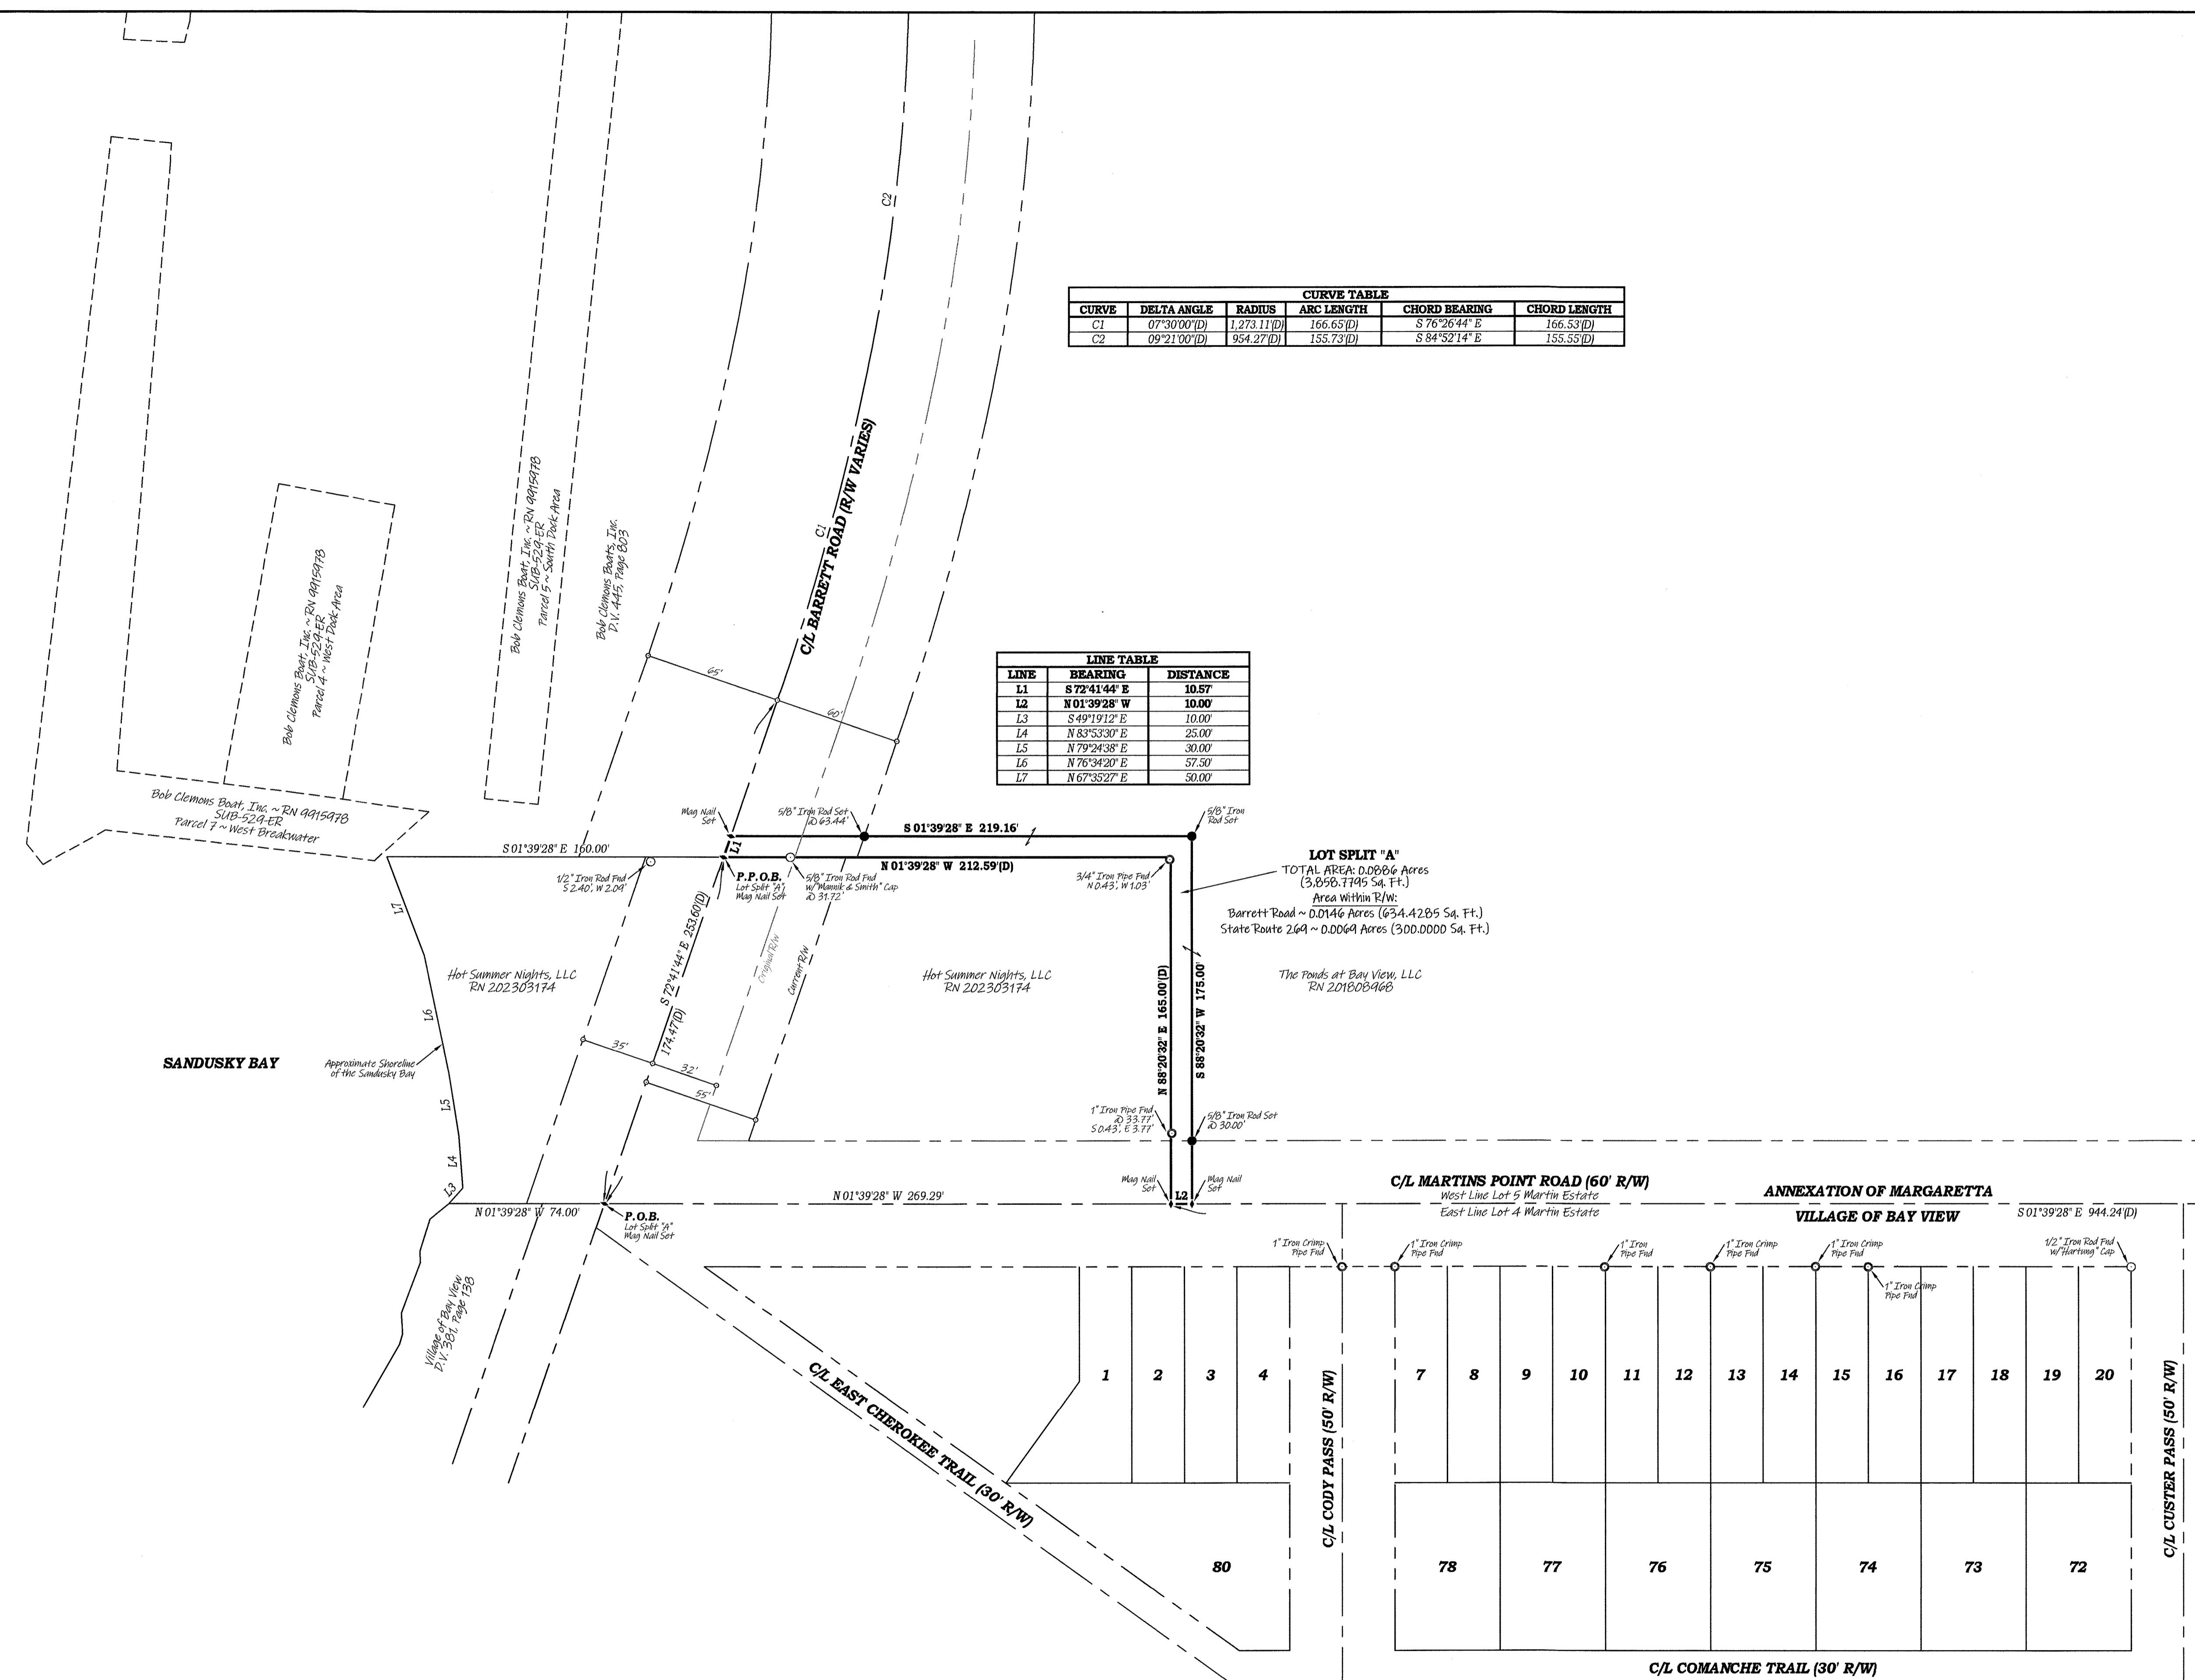 CURVE TABLE
CURVE DELTA ANGLE RADIUS ARC LENGTH CHORD BEARING CHORD LENGTH
C1 07°30'00"(D) 1,273.11'(D) 166.65'(D) S 76°26'44" E 166.53'(D)
C2 09°21'00"(D) 954.27'(D) 155.73'(D) S 84°52'14" E 155.55'(D)
C2
C1
C/L BARRETT ROAD (R/W VARIES)
Bob Clemons Boat, Inc. ~ RN 9915978
SUB-529-ER
Parcel 5 ~ South Dock Area
Bob Clemons Boats, Inc.
D.V. 445, Page 803
Bob Clemons Boat, Inc. ~ RN 9915978
SUB-529-ER
Parcel 4 ~ West Dock Area
65'
60'
LINE TABLE
LINE BEARING DISTANCE
L1 S 72°41'44" E 10.57'
L2 N 01°39'28" W 10.00'
L3 S 49°19'12" E 10.00'
L4 N 83°53'30" E 25.00'
L5 N 79°24'38" E 30.00'
L6 N 76°34'20" E 57.50'
L7 N 67°35'27" E 50.00'
Bob Clemons Boat, Inc. ~ RN 9915978
SUB-529-ER
Parcel 7 ~ West Breakwater
Mag Nail
Set
5/8" Iron Rod Set
@ 63.44'
S 01°39'28" E 219.16'
5/8" Iron
Rod Set
L1
S 01°39'28" E 160.00'
N 01°39'28" W 212.59'(D)
1/2" Iron Rod Fnd
S 2.40', W 2.09'
P.P.O.B.
Lot Split "A"
Mag Nail Set
5/8" Iron Rod Fnd
w/"Mannik & Smith" Cap
@ 31.72'
3/4" Iron Pipe Fnd
N 0.43', W 1.03'
LOT SPLIT "A"
TOTAL AREA: 0.0886 Acres
(3,858.7795 Sq. Ft.)
Area Within R/W:
Barrett Road ~ 0.0146 Acres (634.4285 Sq. Ft.)
State Route 269 ~ 0.0069 Acres (300.0000 Sq. Ft.)
L7
S 72°41'44" E 253.60'(D)
174.47'(D)
Original R/W
Current R/W
Hot Summer Nights, LLC
RN 202303174
Hot Summer Nights, LLC
RN 202303174
N 88°20'32" E 165.00'(D)
S 88°20'32" W 175.00'
The Ponds at Bay View, LLC
RN 201808968
L6
SANDUSKY BAY
Approximate Shoreline
of the Sandusky Bay
35'
32'
55'
L5
1" Iron Pipe Fnd
@ 33.77'
S 0.43', E 3.77'
5/8" Iron Rod Set
@ 30.00'
L4
L3
Mag Nail
Set
L2
Mag Nail
Set
N 01°39'28" W 74.00'
N 01°39'28" W 269.29'
P.O.B.
Lot Split "A"
Mag Nail Set
C/L MARTINS POINT ROAD (60' R/W)
West Line Lot 5 Martin Estate
East Line Lot 4 Martin Estate
ANNEXATION OF MARGARETTA
VILLAGE OF BAY VIEW
S 01°39'28" E 944.24'(D)
1" Iron Crimp
Pipe Fnd
1" Iron Crimp
Pipe Fnd
1" Iron
Pipe Fnd
1" Iron Crimp
Pipe Fnd
1" Iron Crimp
Pipe Fnd
1" Iron Crimp
Pipe Fnd
1/2" Iron Rod Fnd
w/"Hartung" Cap
Village of Bay View
D.V. 381, Page 138
C/L EAST CHEROKEE TRAIL (30' R/W)
1 2 3 4
C/L CODY PASS (50' R/W)
7 8 9 10 11 12 13 14 15 16 17 18 19 20
C/L CUSTER PASS (50' R/W)
80 78 77 76 75 74 73 72
C/L COMANCHE TRAIL (30' R/W)